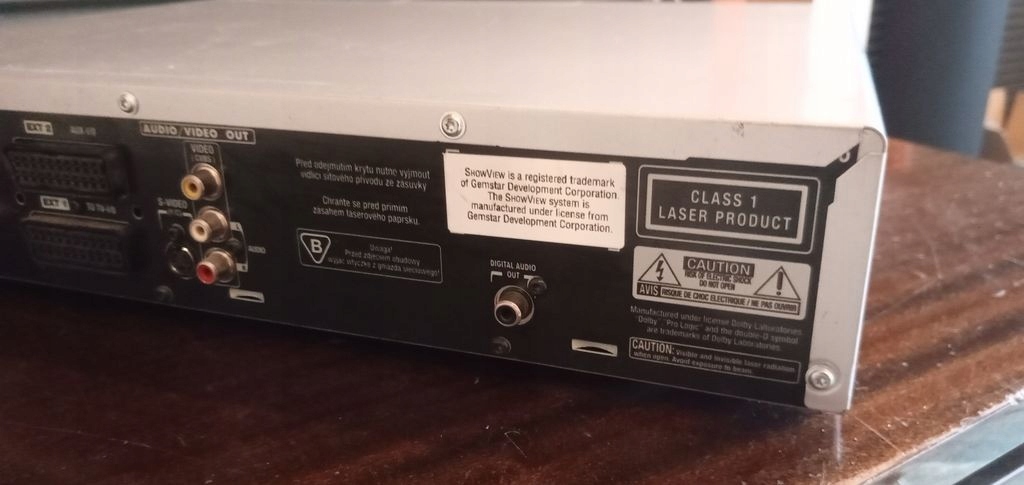 EXT 2 AUX-I/O
AUDIO/VIDEO OUT
VIDEO
(CVBS)
EXT 1 TO TV-I/O
S-VIDEO
AUDIO
Před odejmutím krytu nutno vyjmout
vidlici síťového přívodu ze zásuvky
Chraňte se před přímím
zásahem laserového paprsku.
B
Uwaga!
Przed zdjęciem obudowy
wyjąć wtyczkę z gniazda sieciowego!
SHOWVIEW is a registered trademark
of Gemstar Development Corporation.
The SHOWVIEW system is
manufactured under license from
Gemstar Development Corporation.
DIGITAL AUDIO
OUT
CLASS 1
LASER PRODUCT
CAUTION
RISK OF ELECTRIC SHOCK
DO NOT OPEN
AVIS RISQUE DE CHOC ELECTRIQUE / NE PAS OUVRIR
Manufactured under license Dolby Laboratories
"Dolby" "Pro Logic" and the double-D symbol
are trademarks of Dolby Laboratories.
CAUTION: Visible and invisible laser radiation
when open. Avoid exposure to beam.